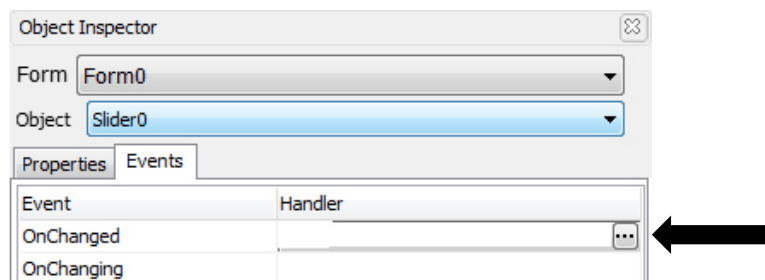 Object Inspector
Form Form0
Object Slider0
Properties Events
Event Handler
OnChanged ...
OnChanging